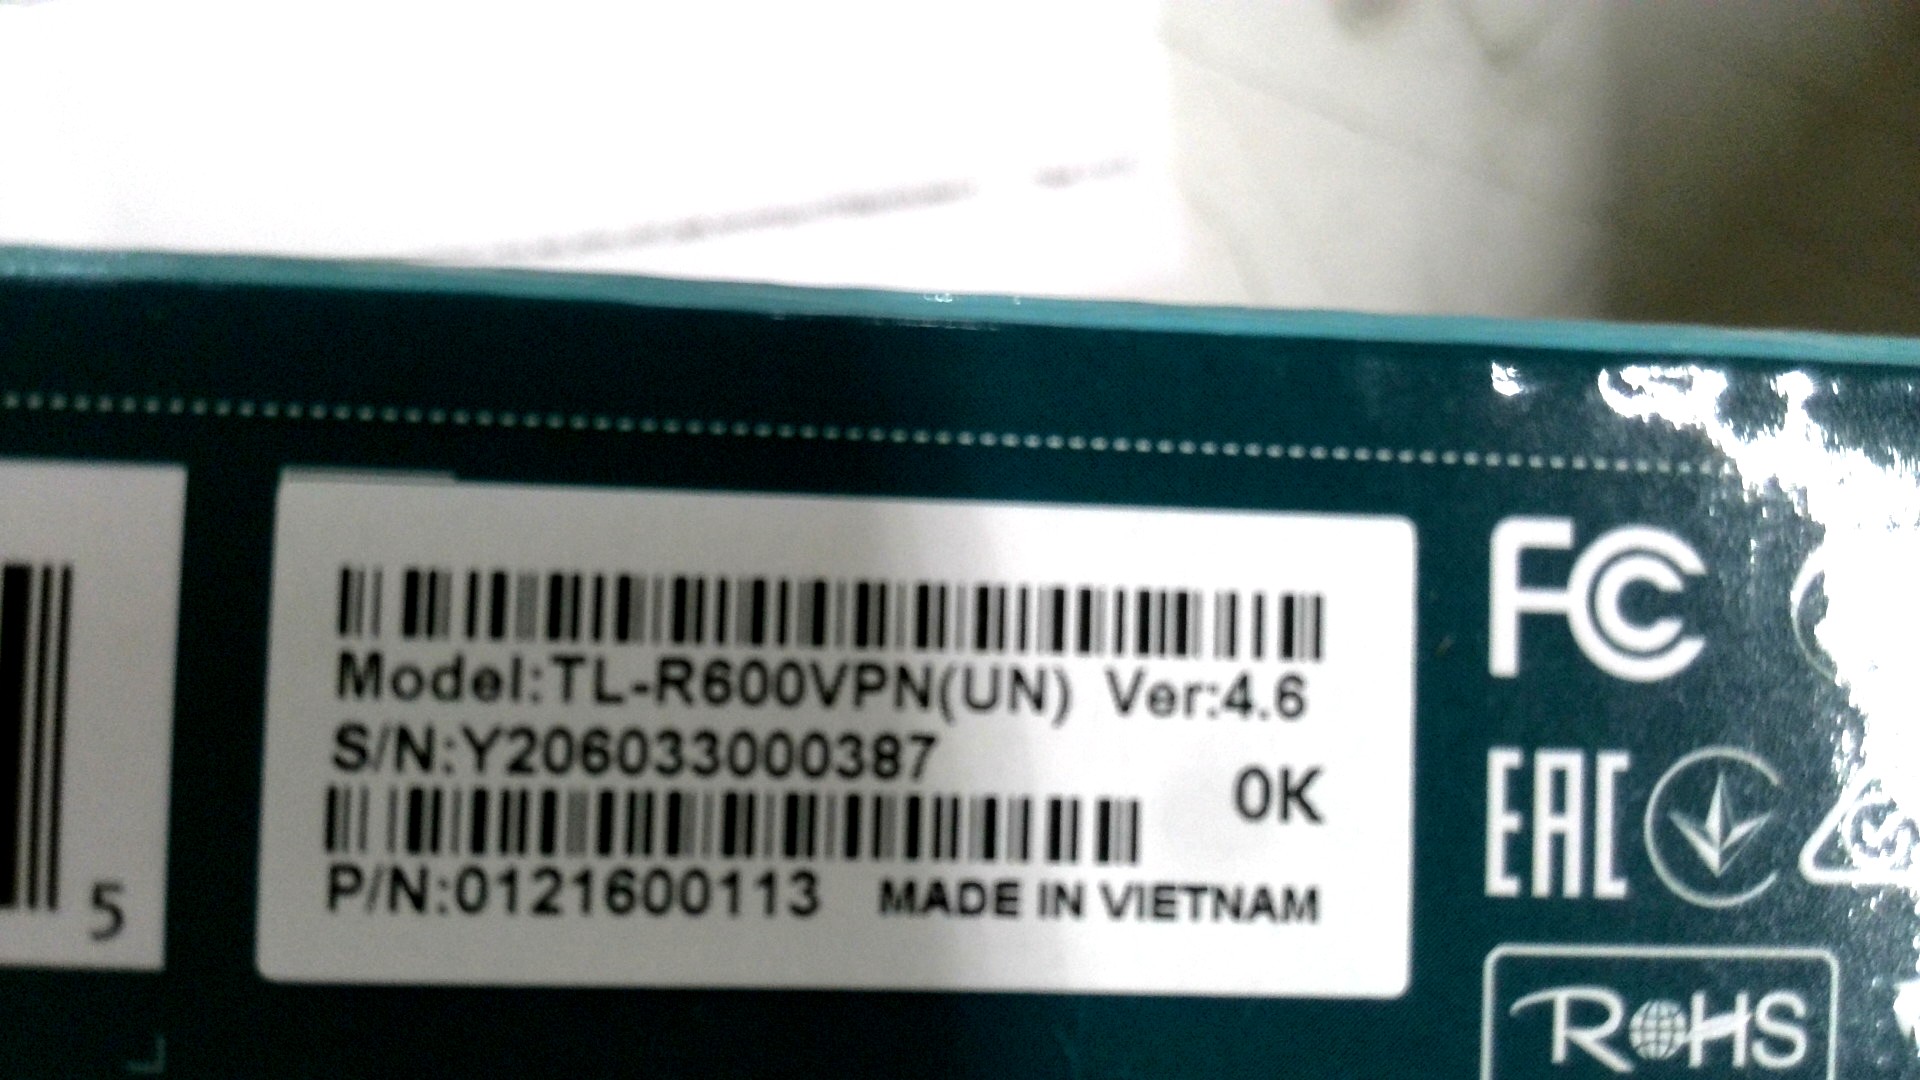 Model:TL-R600VPN(UN) Ver:4.6
S/N:Y206033000387
0K
P/N:0121600113 MADE IN VIETNAM
5
FC
EAC
RoHS